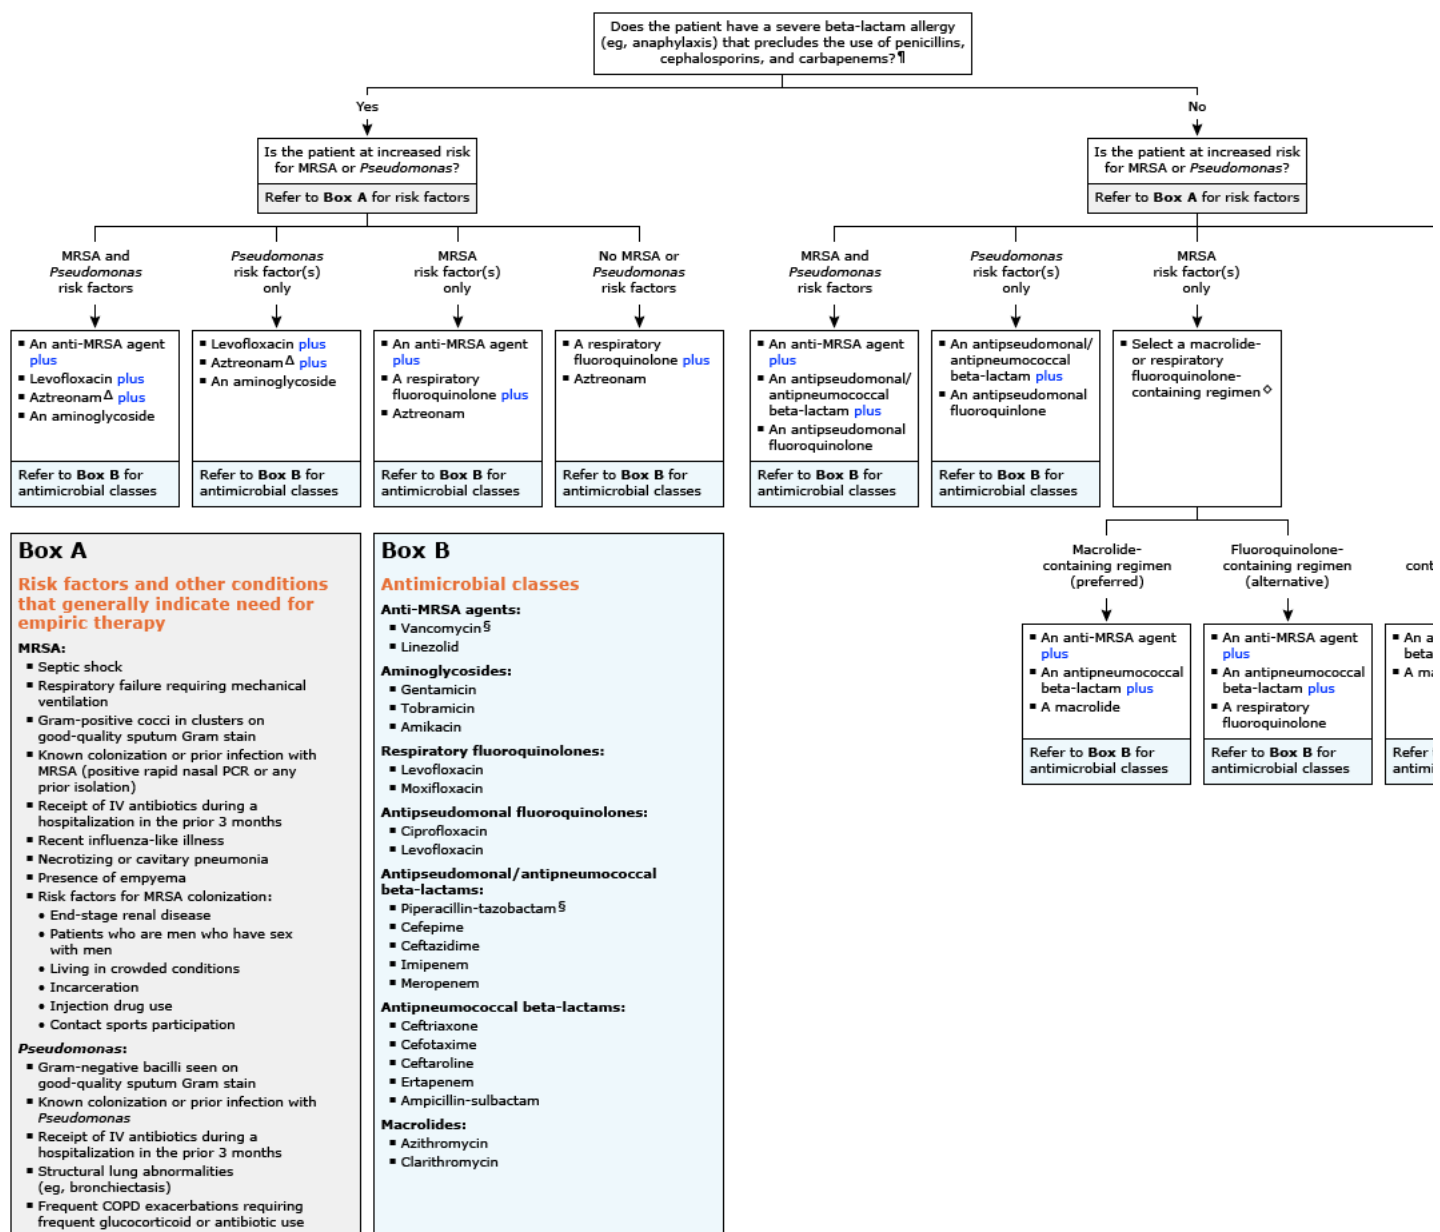 Does the patient have a severe beta-lactam allergy
(eg, anaphylaxis) that precludes the use of penicillins,
cephalosporins, and carbapenems?¶
Yes
No
Is the patient at increased risk
for MRSA or Pseudomonas?
Refer to Box A for risk factors
Is the patient at increased risk
for MRSA or Pseudomonas?
Refer to Box A for risk factors
MRSA and
Pseudomonas
risk factors
Pseudomonas
risk factor(s)
only
MRSA
risk factor(s)
only
No MRSA or
Pseudomonas
risk factors
MRSA and
Pseudomonas
risk factors
Pseudomonas
risk factor(s)
only
MRSA
risk factor(s)
only
▪ An anti-MRSA agent
plus
▪ Levofloxacin plus
▪ Aztreonam Δ plus
▪ An aminoglycoside
Refer to Box B for
antimicrobial classes
▪ Levofloxacin plus
▪ Aztreonam Δ plus
▪ An aminoglycoside
Refer to Box B for
antimicrobial classes
▪ An anti-MRSA agent
plus
▪ A respiratory
fluoroquinolone plus
▪ Aztreonam
Refer to Box B for
antimicrobial classes
▪ A respiratory
fluoroquinolone plus
▪ Aztreonam
Refer to Box B for
antimicrobial classes
▪ An anti-MRSA agent
plus
▪ An antipseudomonal/
antipneumococcal
beta-lactam plus
▪ An antipseudomonal
fluoroquinolone
Refer to Box B for
antimicrobial classes
▪ An antipseudomonal/
antipneumococcal
beta-lactam plus
▪ An antipseudomonal
fluoroquinlone
Refer to Box B for
antimicrobial classes
▪ Select a macrolide-
or respiratory
fluoroquinolone-
containing regimen ◇
Macrolide-
containing regimen
(preferred)
Fluoroquinolone-
containing regimen
(alternative)
▪ An anti-MRSA agent
plus
▪ An antipneumococcal
beta-lactam plus
▪ A macrolide
Refer to Box B for
antimicrobial classes
▪ An anti-MRSA agent
plus
▪ An antipneumococcal
beta-lactam plus
▪ A respiratory
fluoroquinolone
Refer to Box B for
antimicrobial classes
Refer
Box A
Risk factors and other conditions
that generally indicate need for
empiric therapy
MRSA:
▪ Septic shock
▪ Respiratory failure requiring mechanical
ventilation
▪ Gram-positive cocci in clusters on
good-quality sputum Gram stain
▪ Known colonization or prior infection with
MRSA (positive rapid nasal PCR or any
prior isolation)
▪ Receipt of IV antibiotics during a
hospitalization in the prior 3 months
▪ Recent influenza-like illness
▪ Necrotizing or cavitary pneumonia
▪ Presence of empyema
▪ Risk factors for MRSA colonization:
• End-stage renal disease
• Patients who are men who have sex
with men
• Living in crowded conditions
• Incarceration
• Injection drug use
• Contact sports participation
Pseudomonas:
▪ Gram-negative bacilli seen on
good-quality sputum Gram stain
▪ Known colonization or prior infection with
Pseudomonas
▪ Receipt of IV antibiotics during a
hospitalization in the prior 3 months
▪ Structural lung abnormalities
(eg, bronchiectasis)
▪ Frequent COPD exacerbations requiring
frequent glucocorticoid or antibiotic use
Box B
Antimicrobial classes
Anti-MRSA agents:
▪ Vancomycin §
▪ Linezolid
Aminoglycosides:
▪ Gentamicin
▪ Tobramicin
▪ Amikacin
Respiratory fluoroquinolones:
▪ Levofloxacin
▪ Moxifloxacin
Antipseudomonal fluoroquinolones:
▪ Ciprofloxacin
▪ Levofloxacin
Antipseudomonal/antipneumococcal
beta-lactams:
▪ Piperacillin-tazobactam §
▪ Cefepime
▪ Ceftazidime
▪ Imipenem
▪ Meropenem
Antipneumococcal beta-lactams:
▪ Ceftriaxone
▪ Cefotaxime
▪ Ceftaroline
▪ Ertapenem
▪ Ampicillin-sulbactam
Macrolides:
▪ Azithromycin
▪ Clarithromycin